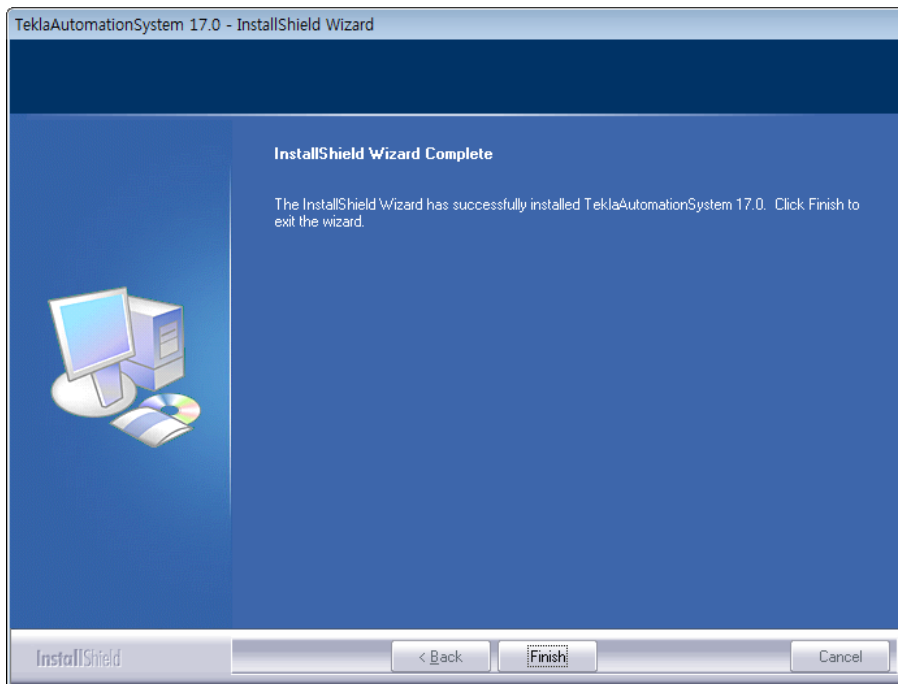 TeklaAutomationSystem 17.0 - InstallShield Wizard
InstallShield Wizard Complete
The InstallShield Wizard has successfully installed TeklaAutomationSystem 17.0. Click Finish to
exit the wizard.
InstallShield
< Back
Finish
Cancel